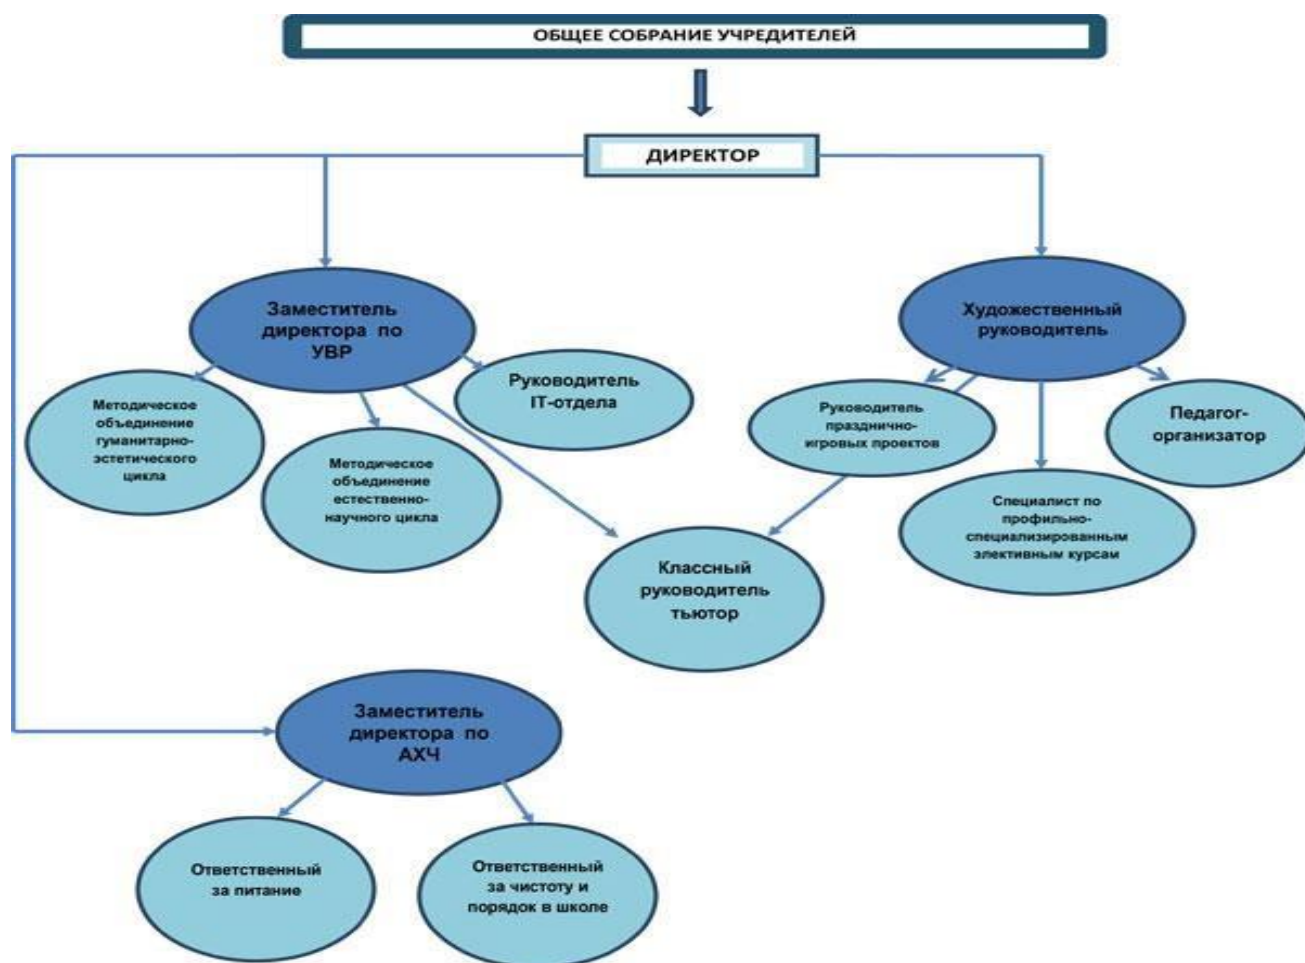 ОБЩЕЕ СОБРАНИЕ УЧРЕДИТЕЛЕЙ
ДИРЕКТОР
Заместитель
директора по
УВР
Художественный
руководитель
Руководитель
IT-отдела
Методическое
объединение
гуманитарно-
эстетического
цикла
Методическое
объединение
естественно-
научного цикла
Руководитель
празднично-
игровых проектов
Педагог-
организатор
Специалист по
профильно-
специализированным
элективным курсам
Классный
руководитель
тьютор
Заместитель
директора по
АХЧ
Ответственный
за питание
Ответственный
за чистоту и
порядок в школе